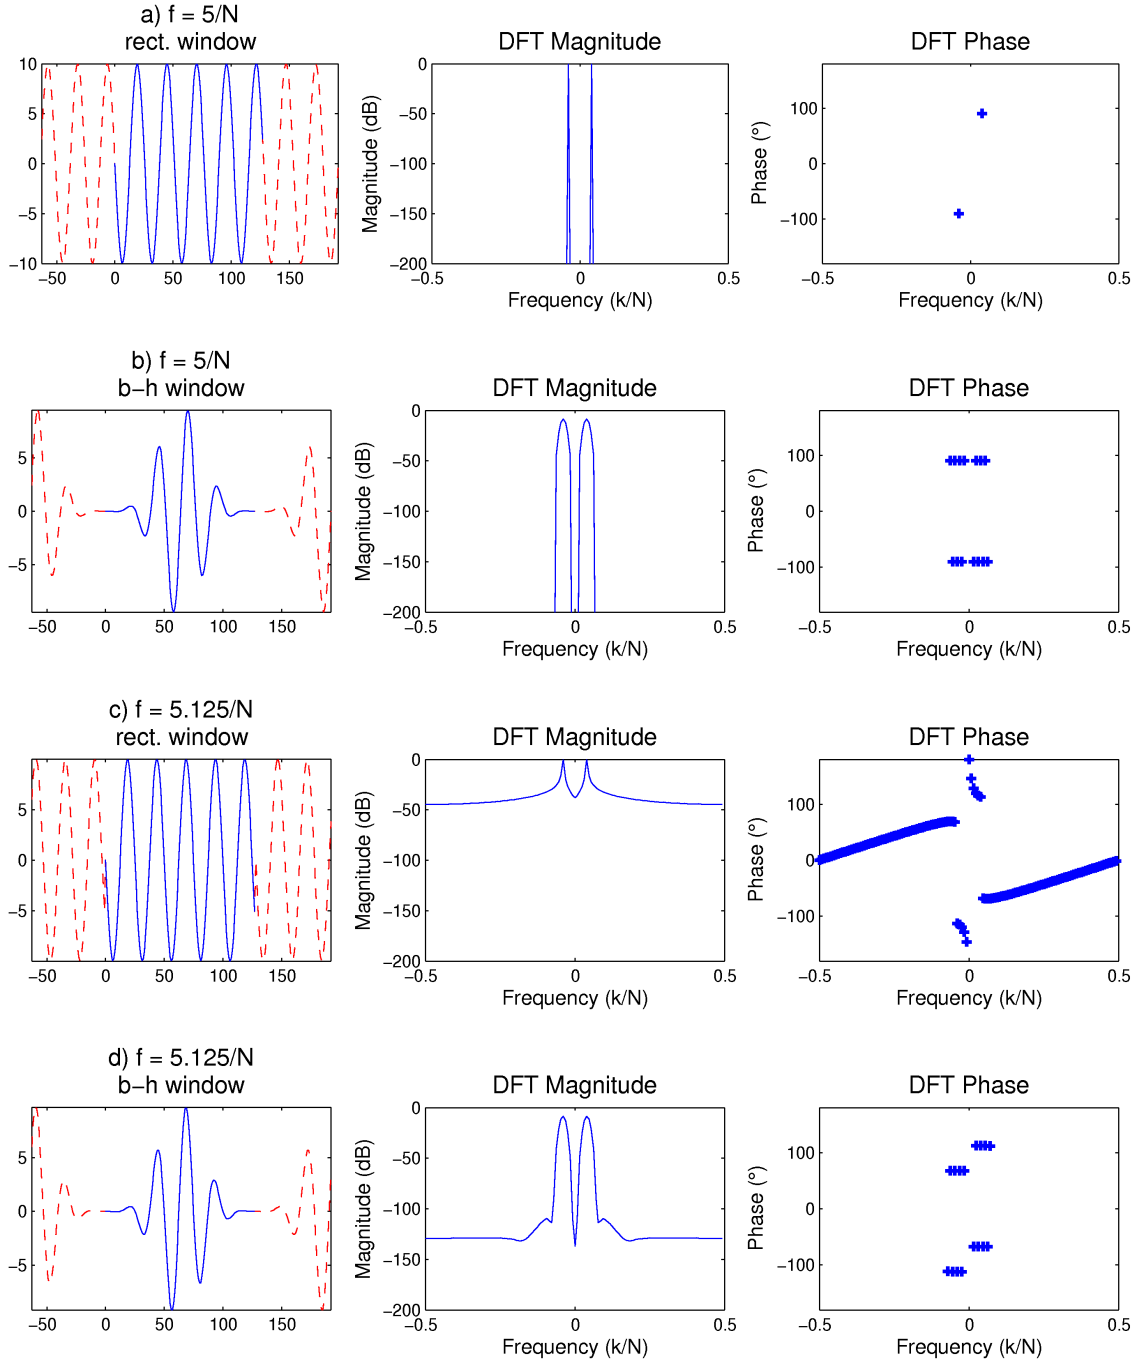 a) f = 5/N
rect. window
DFT Magnitude
DFT Phase
10
5
0
−5
−10
−50 0 50 100 150
Magnitude (dB)
0
−50
−100
−150
−200
−0.5 0 0.5
Frequency (k/N)
Phase (°)
100
0
−100
−0.5 0 0.5
Frequency (k/N)
b) f = 5/N
b−h window
DFT Magnitude
DFT Phase
5
0
−5
−50 0 50 100 150
Magnitude (dB)
0
−50
−100
−150
−200
−0.5 0 0.5
Frequency (k/N)
Phase (°)
100
0
−100
−0.5 0 0.5
Frequency (k/N)
c) f = 5.125/N
rect. window
DFT Magnitude
DFT Phase
5
0
−5
−50 0 50 100 150
Magnitude (dB)
0
−50
−100
−150
−200
−0.5 0 0.5
Frequency (k/N)
Phase (°)
100
0
−100
−0.5 0 0.5
Frequency (k/N)
d) f = 5.125/N
b−h window
DFT Magnitude
DFT Phase
5
0
−5
−50 0 50 100 150
Magnitude (dB)
0
−50
−100
−150
−200
−0.5 0 0.5
Frequency (k/N)
Phase (°)
100
0
−100
−0.5 0 0.5
Frequency (k/N)